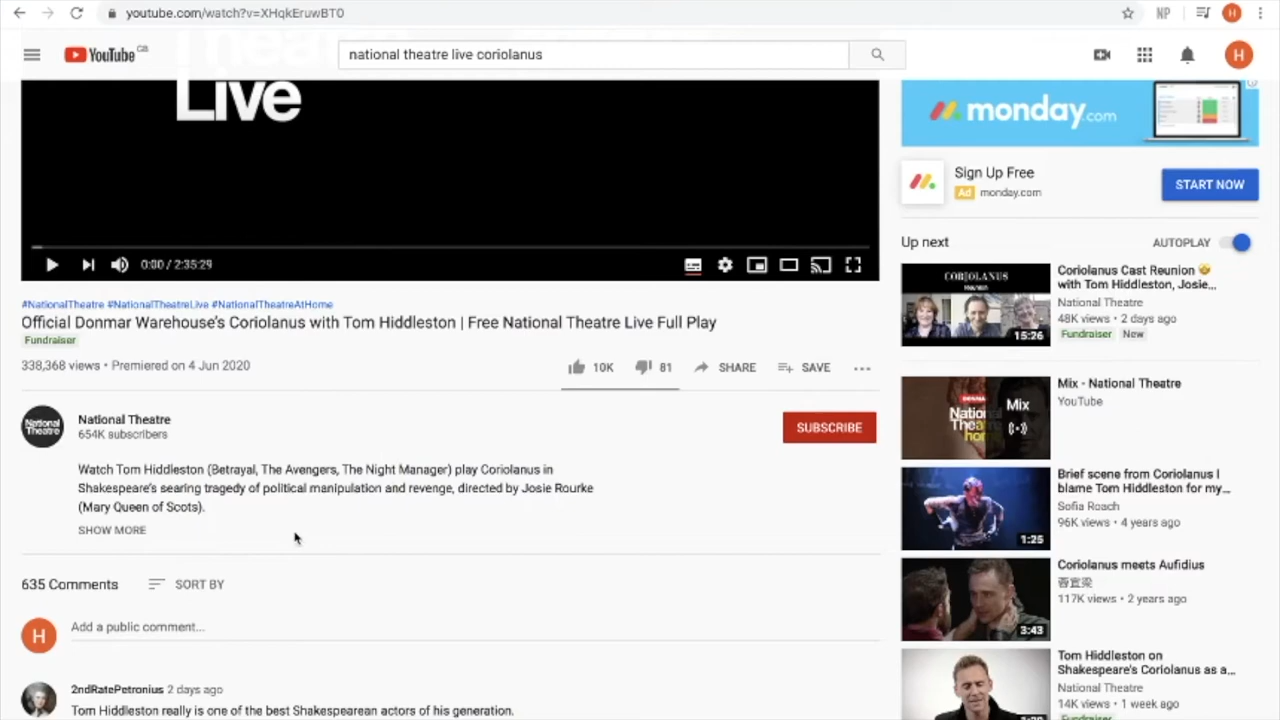 youtube.com/watch?v=XHqkEruwBT0
NP
H
YouTube CA
national theatre live coriolanus
H
Live
0:00 / 2:35:29
#NationalTheatre #NationalTheatreLive #NationalTheatreAtHome
Official Donmar Warehouse's Coriolanus with Tom Hiddleston | Free National Theatre Live Full Play
Fundraiser
338,368 views • Premiered on 4 Jun 2020
10K
81
SHARE
SAVE
National Theatre
National Theatre
654K subscribers
SUBSCRIBE
Watch Tom Hiddleston (Betrayal, The Avengers, The Night Manager) play Coriolanus in
Shakespeare's searing tragedy of political manipulation and revenge, directed by Josie Rourke
(Mary Queen of Scots).
SHOW MORE
635 Comments
SORT BY
H
Add a public comment...
2ndRatePetronius 2 days ago
Tom Hiddleston really is one of the best Shakespearean actors of his generation.
monday.com
Sign Up Free
Ad monday.com
START NOW
Up next
AUTOPLAY
CORIOLANUS
15:26
Coriolanus Cast Reunion 🤩
with Tom Hiddleston, Josie...
National Theatre
48K views • 2 days ago
Fundraiser New
Mix
Mix - National Theatre
YouTube
1:25
Brief scene from Coriolanus I
blame Tom Hiddleston for my...
Sofia Roach
96K views • 4 years ago
3:43
Coriolanus meets Aufidius
117K views • 2 years ago
Tom Hiddleston on
Shakespeare's Coriolanus as a...
National Theatre
14K views • 1 week ago
Fundraiser